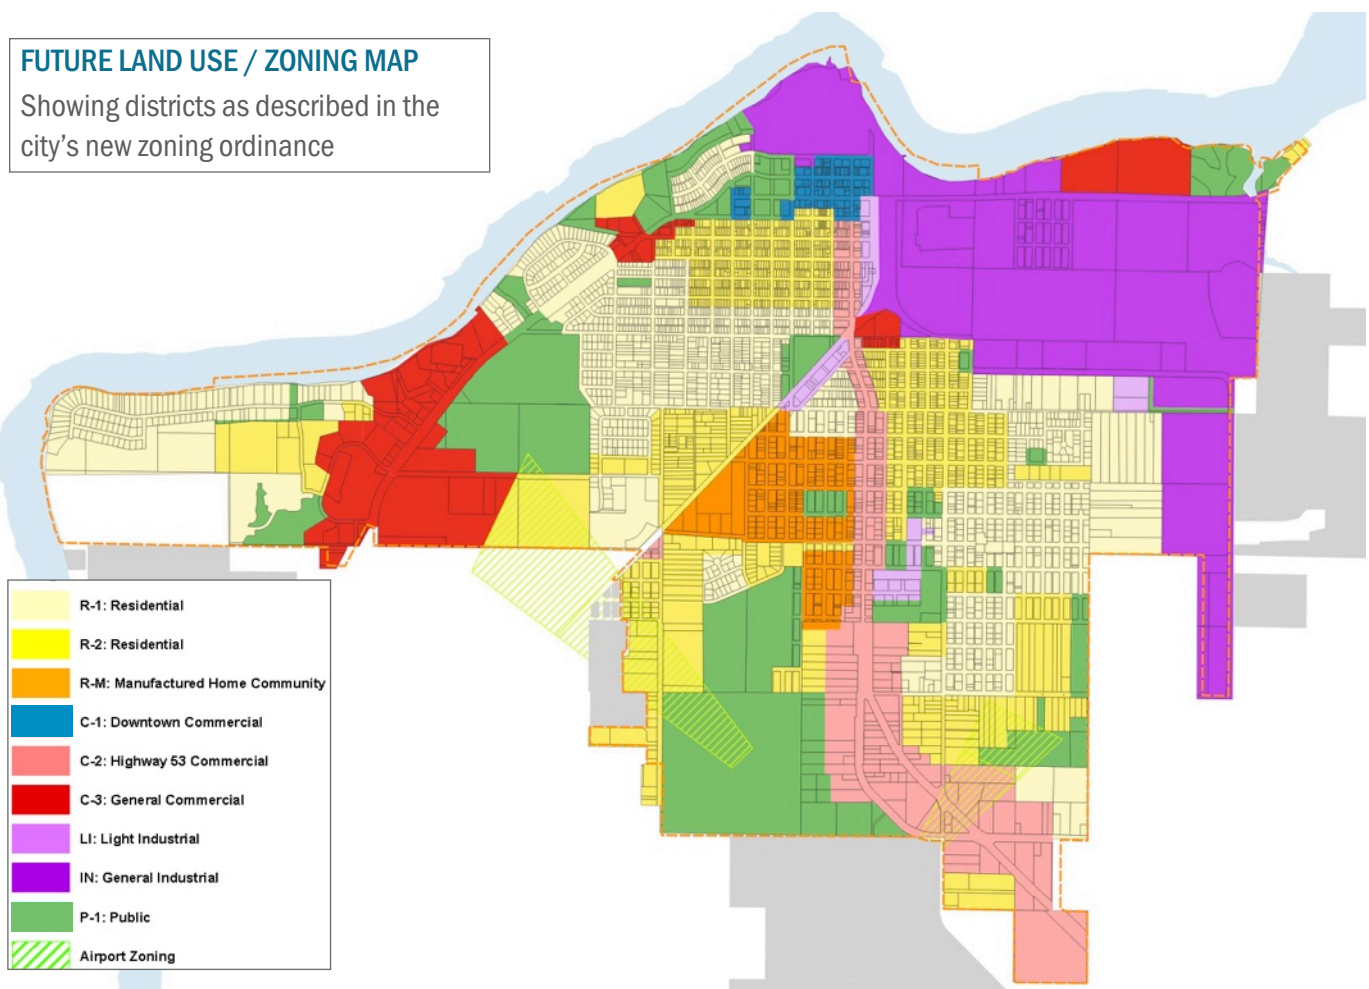 FUTURE LAND USE / ZONING MAP
Showing districts as described in the
city’s new zoning ordinance
R-1: Residential
R-2: Residential
R-M: Manufactured Home Community
C-1: Downtown Commercial
C-2: Highway 53 Commercial
C-3: General Commercial
LI: Light Industrial
IN: General Industrial
P-1: Public
Airport Zoning